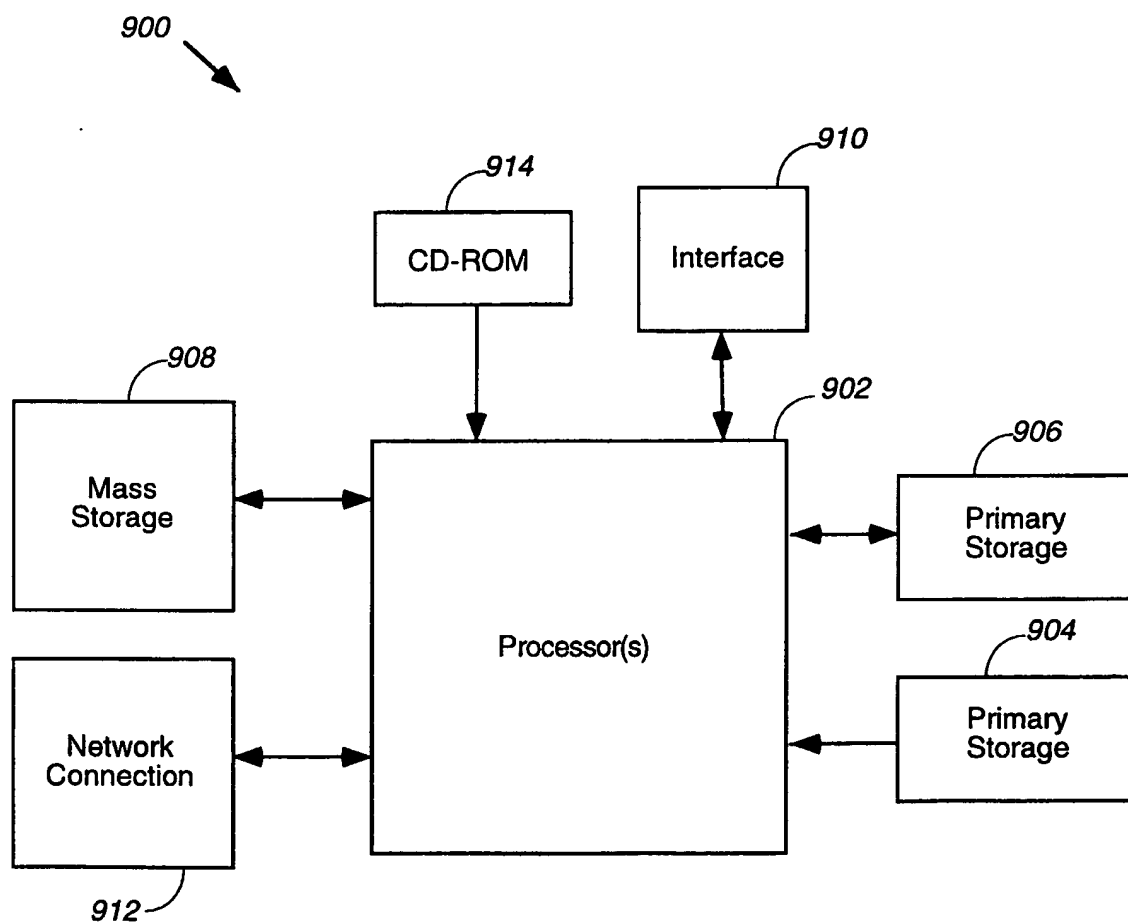 900
914
910
CD-ROM
Interface
908
902
906
Mass
Storage
Primary
Storage
Processor(s)
904
Network
Connection
Primary
Storage
912